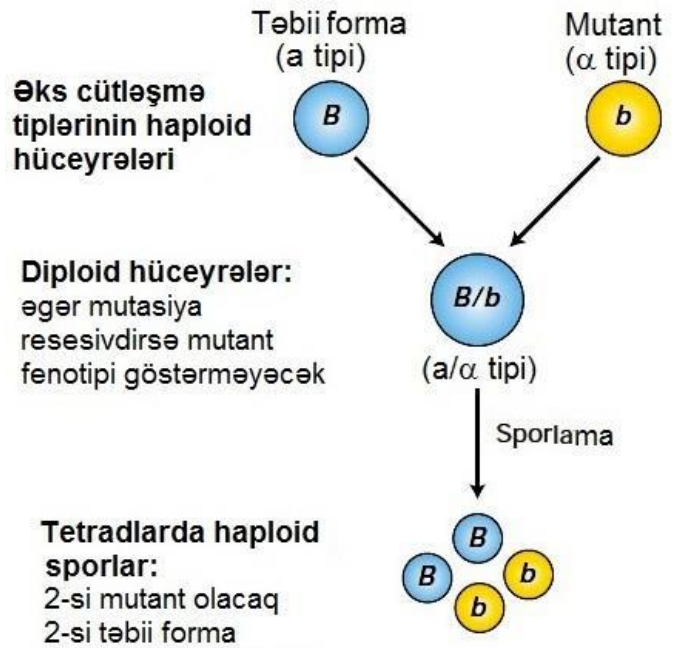 Təbii forma
(a tipi)
Mutant
(α tipi)
Əks cütləşmə
tiplərinin haploid
hüceyrələri
B
b
Diploid hüceyrələr:
əgər mutasiya
resesivdirsə mutant
fenotipi göstərməyəcək
B/b
(a/α tipi)
Sporlama
Tetradlarda haploid
sporlar:
2-si mutant olacaq
2-si təbii forma
B
B
b
b